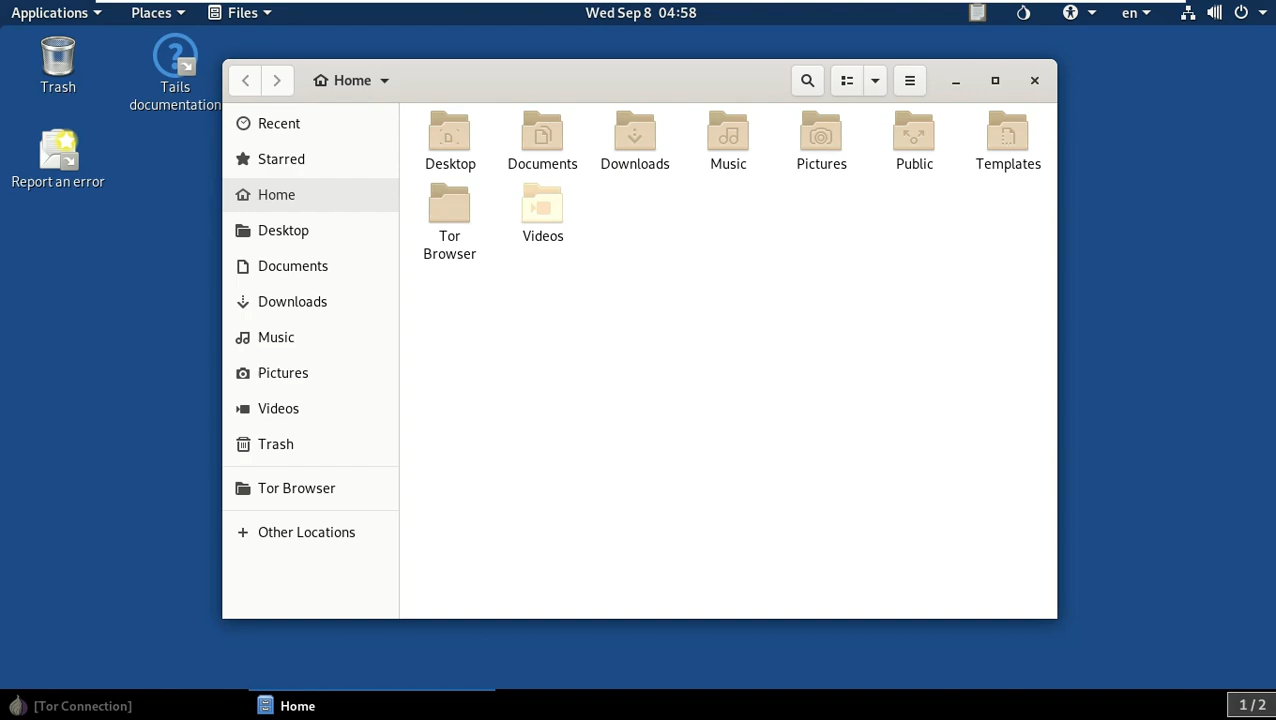 Applications
Places
Files
Wed Sep 8 04:58
en
Trash
Tails
documentation
Report an error
Home
Recent
Starred
Home
Desktop
Documents
Downloads
Music
Pictures
Videos
Trash
Tor Browser
Other Locations
Desktop
Documents
Downloads
Music
Pictures
Public
Templates
Tor
Browser
Videos
[Tor Connection]
Home
1 / 2